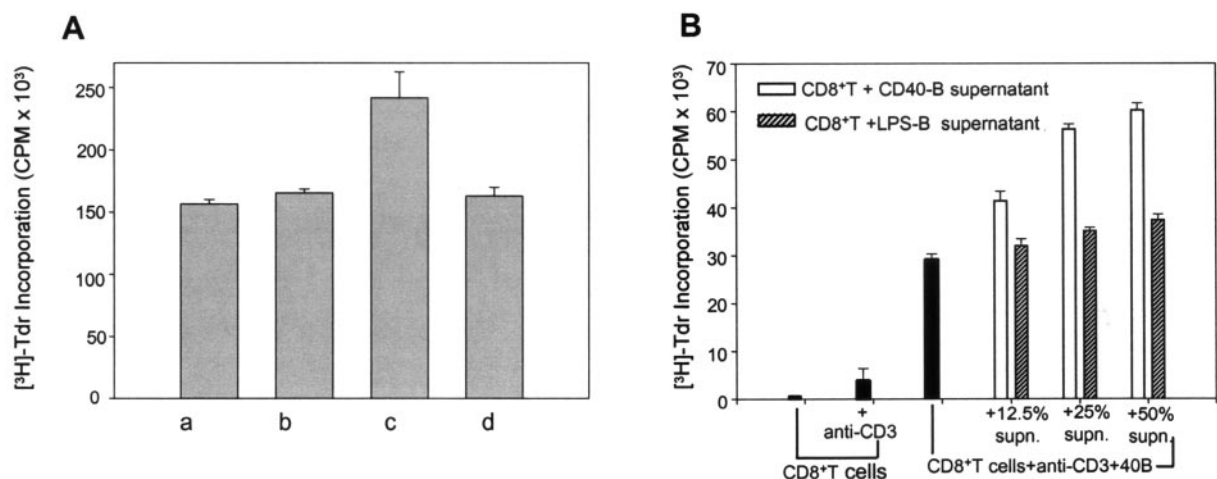 A
[³H]-Tdr Incorporation (CPM x 10³)
250
200
150
100
50
0
a b c d
B
[³H]-Tdr Incorporation (CPM x 10³)
70
60
50
40
30
20
10
0
CD8⁺T + CD40-B supernatant
CD8⁺T +LPS-B supernatant
+
anti-CD3
CD8⁺T cells
+12.5% supn.
+25% supn.
+50% supn.
CD8⁺T cells+anti-CD3+40B